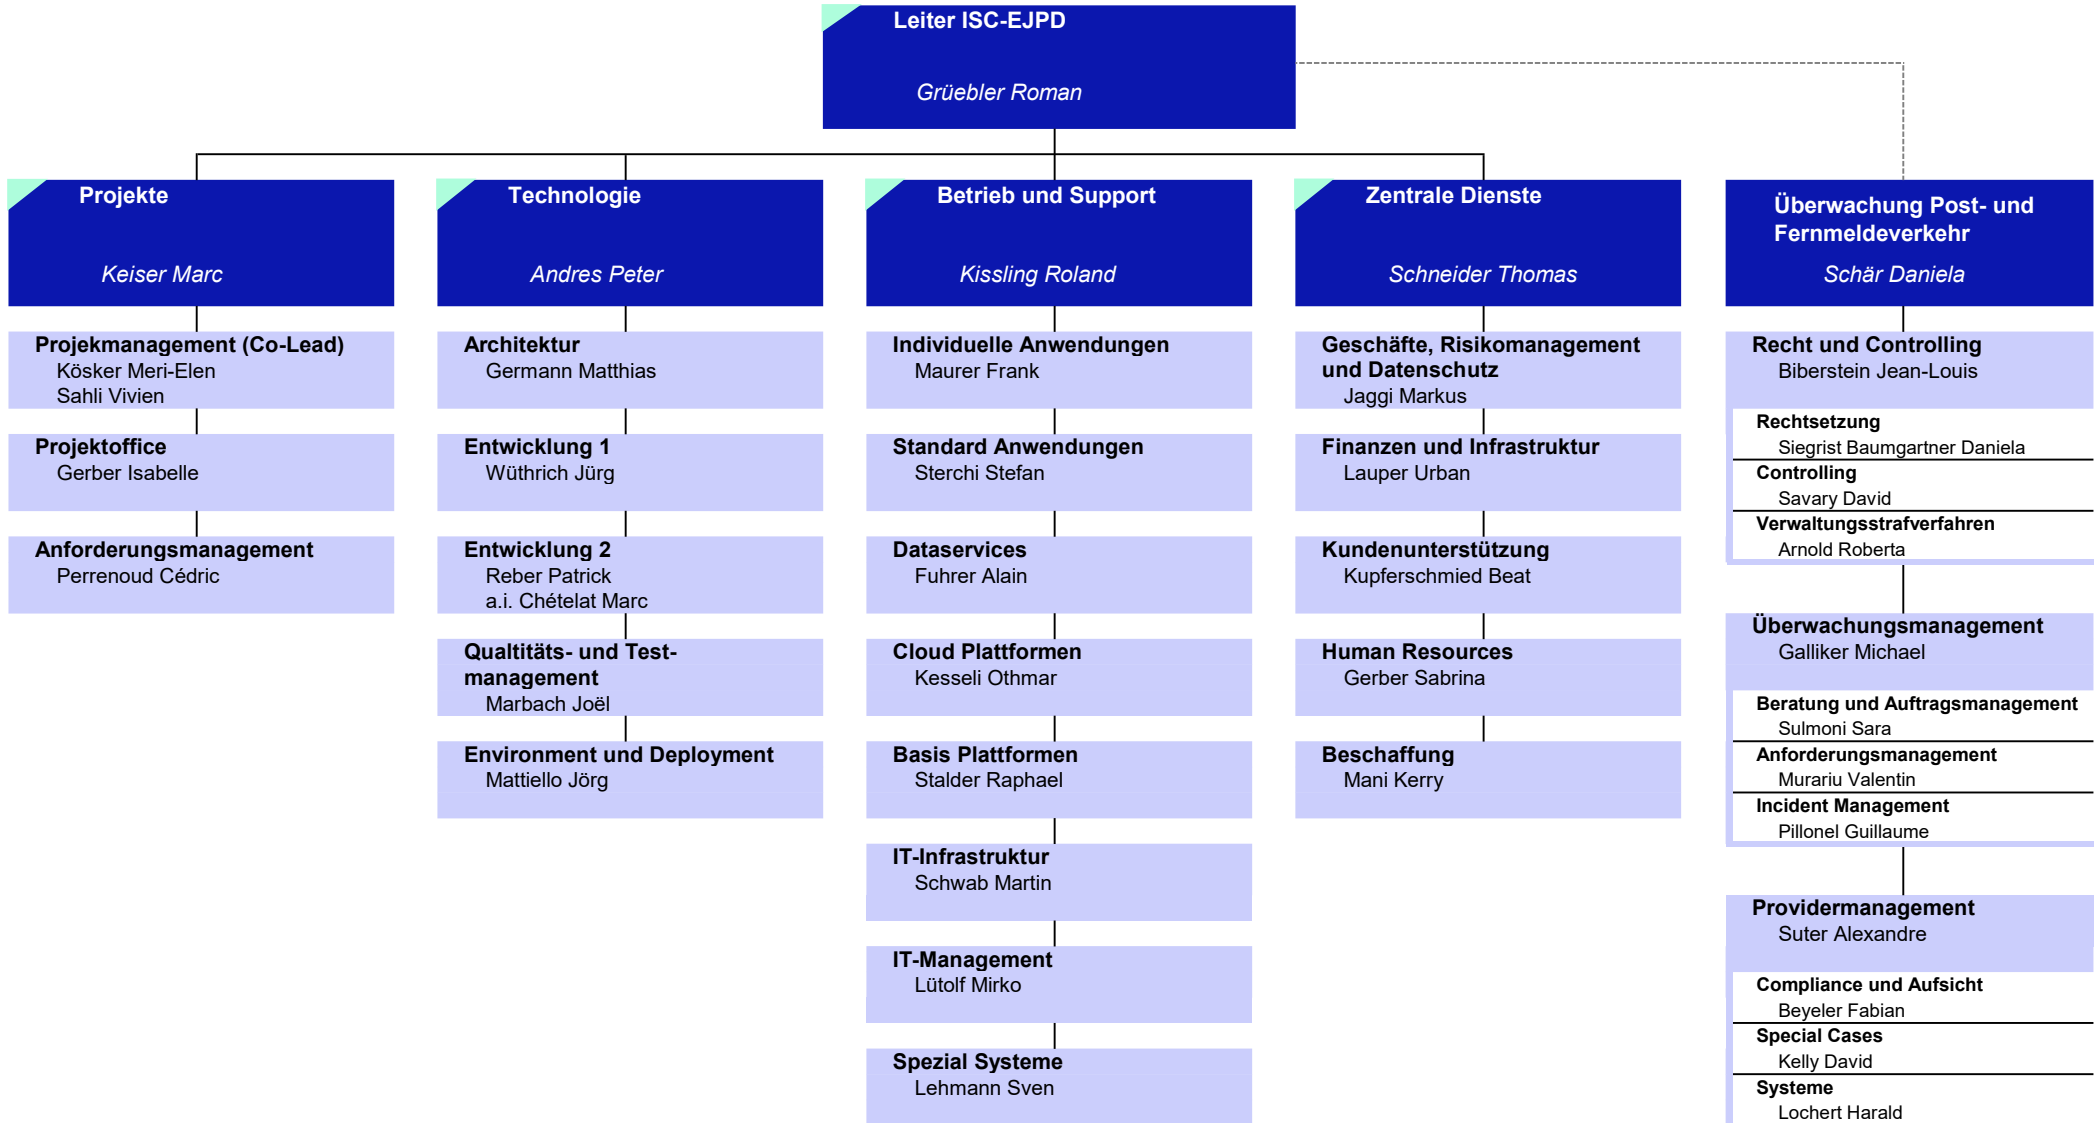 Leiter ISC-EJPD
Grüebler Roman
Projekte
Keiser Marc
Projekmanagement (Co-Lead)
Kösker Meri-Elen
Sahli Vivien
Projektoffice
Gerber Isabelle
Anforderungsmanagement
Perrenoud Cédric
Technologie
Andres Peter
Architektur
Germann Matthias
Entwicklung 1
Wüthrich Jürg
Entwicklung 2
Reber Patrick
a.i. Chételat Marc
Qualtitäts- und Test-
management
Marbach Joël
Environment und Deployment
Mattiello Jörg
Betrieb und Support
Kissling Roland
Individuelle Anwendungen
Maurer Frank
Standard Anwendungen
Sterchi Stefan
Dataservices
Fuhrer Alain
Cloud Plattformen
Kesseli Othmar
Basis Plattformen
Stalder Raphael
IT-Infrastruktur
Schwab Martin
IT-Management
Lütolf Mirko
Spezial Systeme
Lehmann Sven
Zentrale Dienste
Schneider Thomas
Geschäfte, Risikomanagement
und Datenschutz
Jaggi Markus
Finanzen und Infrastruktur
Lauper Urban
Kundenunterstützung
Kupferschmied Beat
Human Resources
Gerber Sabrina
Beschaffung
Mani Kerry
Überwachung Post- und
Fernmeldeverkehr
Schär Daniela
Recht und Controlling
Biberstein Jean-Louis
Rechtsetzung
Siegrist Baumgartner Daniela
Controlling
Savary David
Verwaltungsstrafverfahren
Arnold Roberta
Überwachungsmanagement
Galliker Michael
Beratung und Auftragsmanagement
Sulmoni Sara
Anforderungsmanagement
Murariu Valentin
Incident Management
Pillonel Guillaume
Providermanagement
Suter Alexandre
Compliance und Aufsicht
Beyeler Fabian
Special Cases
Kelly David
Systeme
Lochert Harald